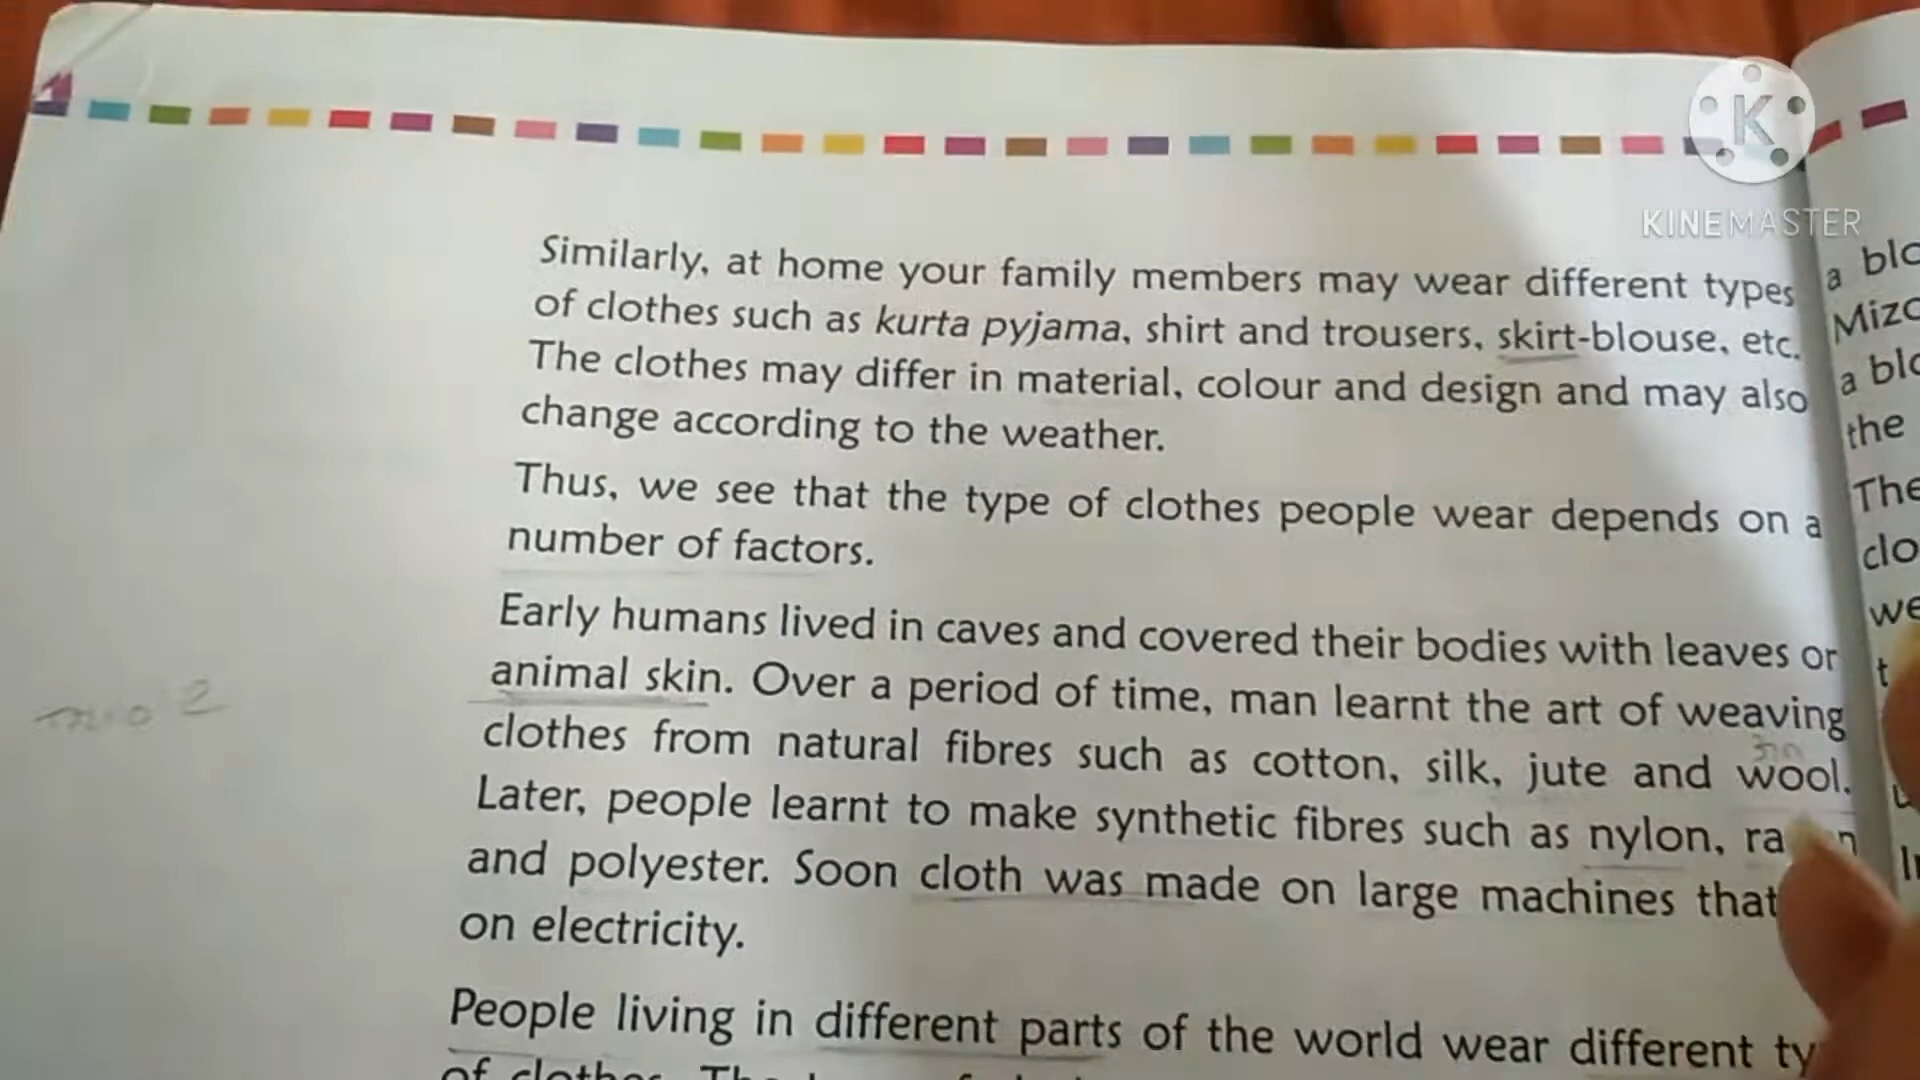 K
KINEMASTER
Similarly, at home your family members may wear different types
of clothes such as kurta pyjama, shirt and trousers, skirt-blouse, etc.
The clothes may differ in material, colour and design and may also
change according to the weather.
Thus, we see that the type of clothes people wear depends on a
number of factors.
Early humans lived in caves and covered their bodies with leaves or
animal skin. Over a period of time, man learnt the art of weaving
clothes from natural fibres such as cotton, silk, jute and wool.
Later, people learnt to make synthetic fibres such as nylon,
and polyester. Soon cloth was made on large machines that
on electricity.
People living in different parts of the world wear different
of clothes.
a
a
the
The